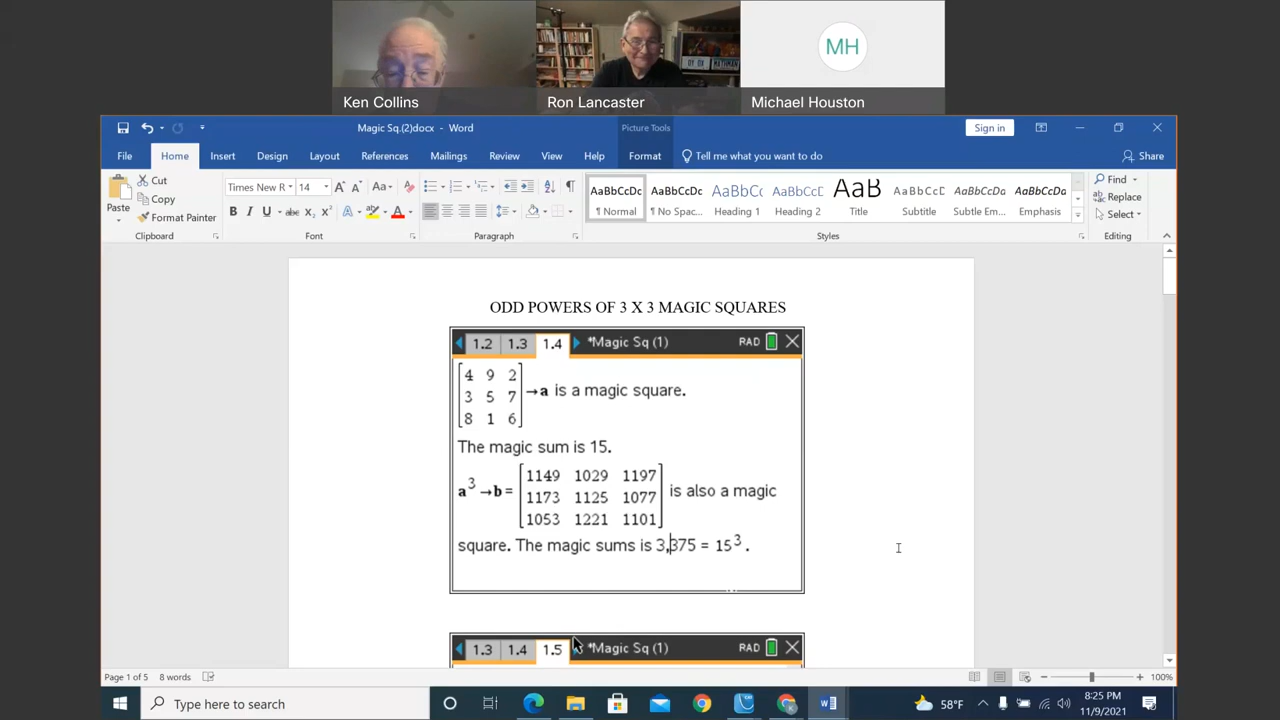 MH
Ken Collins
Ron Lancaster
Michael Houston
Magic Sq.(2)docx - Word
Picture Tools
Sign in
File Home Insert Design Layout References Mailings Review View Help Format Tell me what you want to do Share
Paste
Cut
Copy
Format Painter
Clipboard
Times New R 14
B I U abc X₂ X² A
Font
Paragraph
AaBbCcDc AaBbCcDc AaBbCc AaBbCcD AaB AaBbCcD AaBbCcDc AaBbCcDc
¶ Normal ¶ No Spac... Heading 1 Heading 2 Title Subtitle Subtle Em... Emphasis
Styles
Find
Replace
Select
Editing
ODD POWERS OF 3 X 3 MAGIC SQUARES
1.2 1.3 1.4 *Magic Sq (1) RAD
4 9 2
3 5 7 →a is a magic square.
8 1 6
The magic sum is 15.
1149 1029 1197
a³→b= 1173 1125 1077 is also a magic
1053 1221 1101
square. The magic sums is 3,375 = 15³.
1.3 1.4 1.5 *Magic Sq (1) RAD
Page 1 of 5 8 words 100%
Type here to search
58°F
8:25 PM
11/9/2021